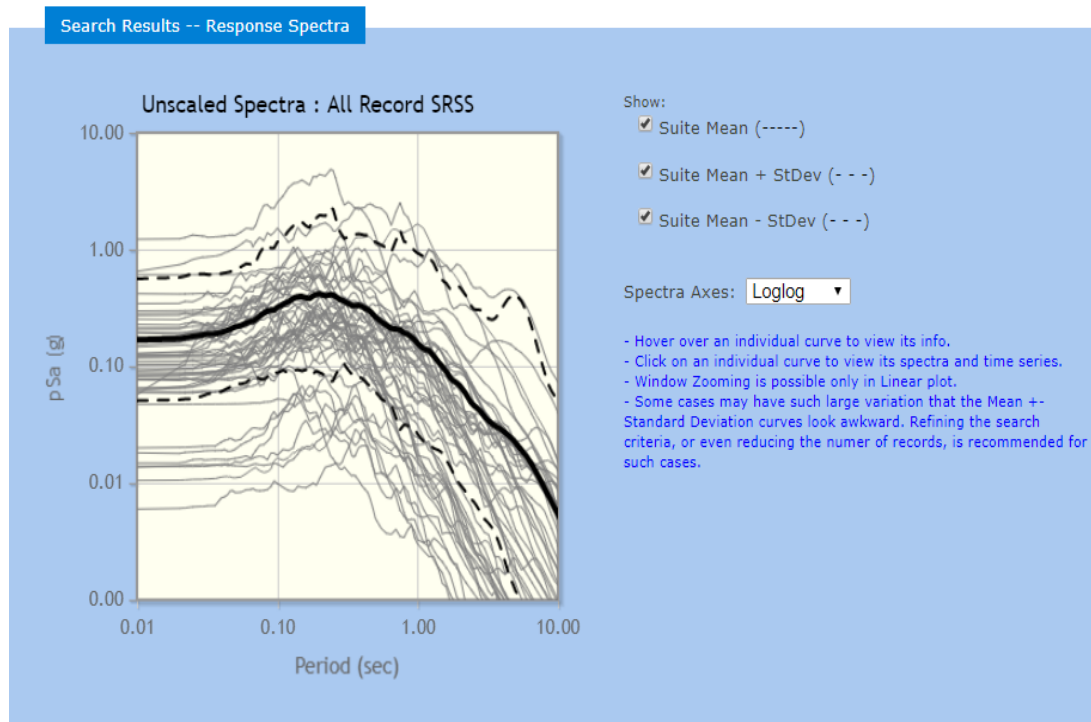 Search Results -- Response Spectra
Unscaled Spectra : All Record SRSS
10.00
1.00
0.10
0.01
0.00
pSa (g)
0.01
0.10
1.00
10.00
Period (sec)
Show:
Suite Mean (-----)
Suite Mean + StDev (- - -)
Suite Mean - StDev (- - -)
Spectra Axes: Loglog
- Hover over an individual curve to view its info.
- Click on an individual curve to view its spectra and time series.
- Window Zooming is possible only in Linear plot.
- Some cases may have such large variation that the Mean +-
Standard Deviation curves look awkward. Refining the search
criteria, or even reducing the numer of records, is recommended for
such cases.